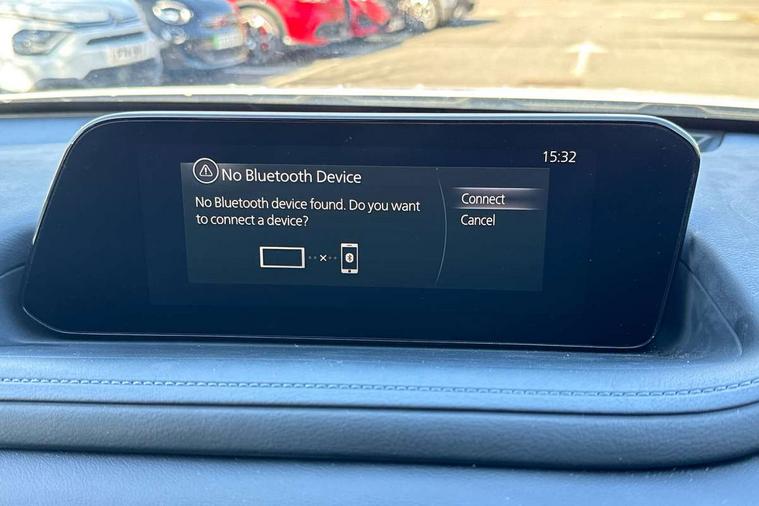 15:32
No Bluetooth Device
No Bluetooth device found. Do you want
to connect a device?
Connect
Cancel